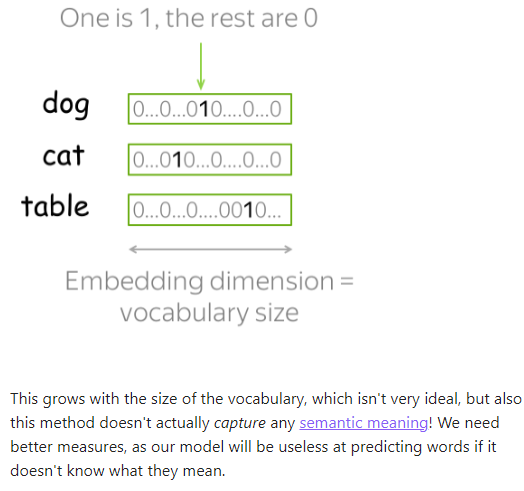 One is 1, the rest are 0
dog
0...0...010....0...0
cat
0...010...0....0...0
table
0...0...0....0010...
Embedding dimension =
vocabulary size
This grows with the size of the vocabulary, which isn't very ideal, but also
this method doesn't actually capture any semantic meaning! We need
better measures, as our model will be useless at predicting words if it
doesn't know what they mean.